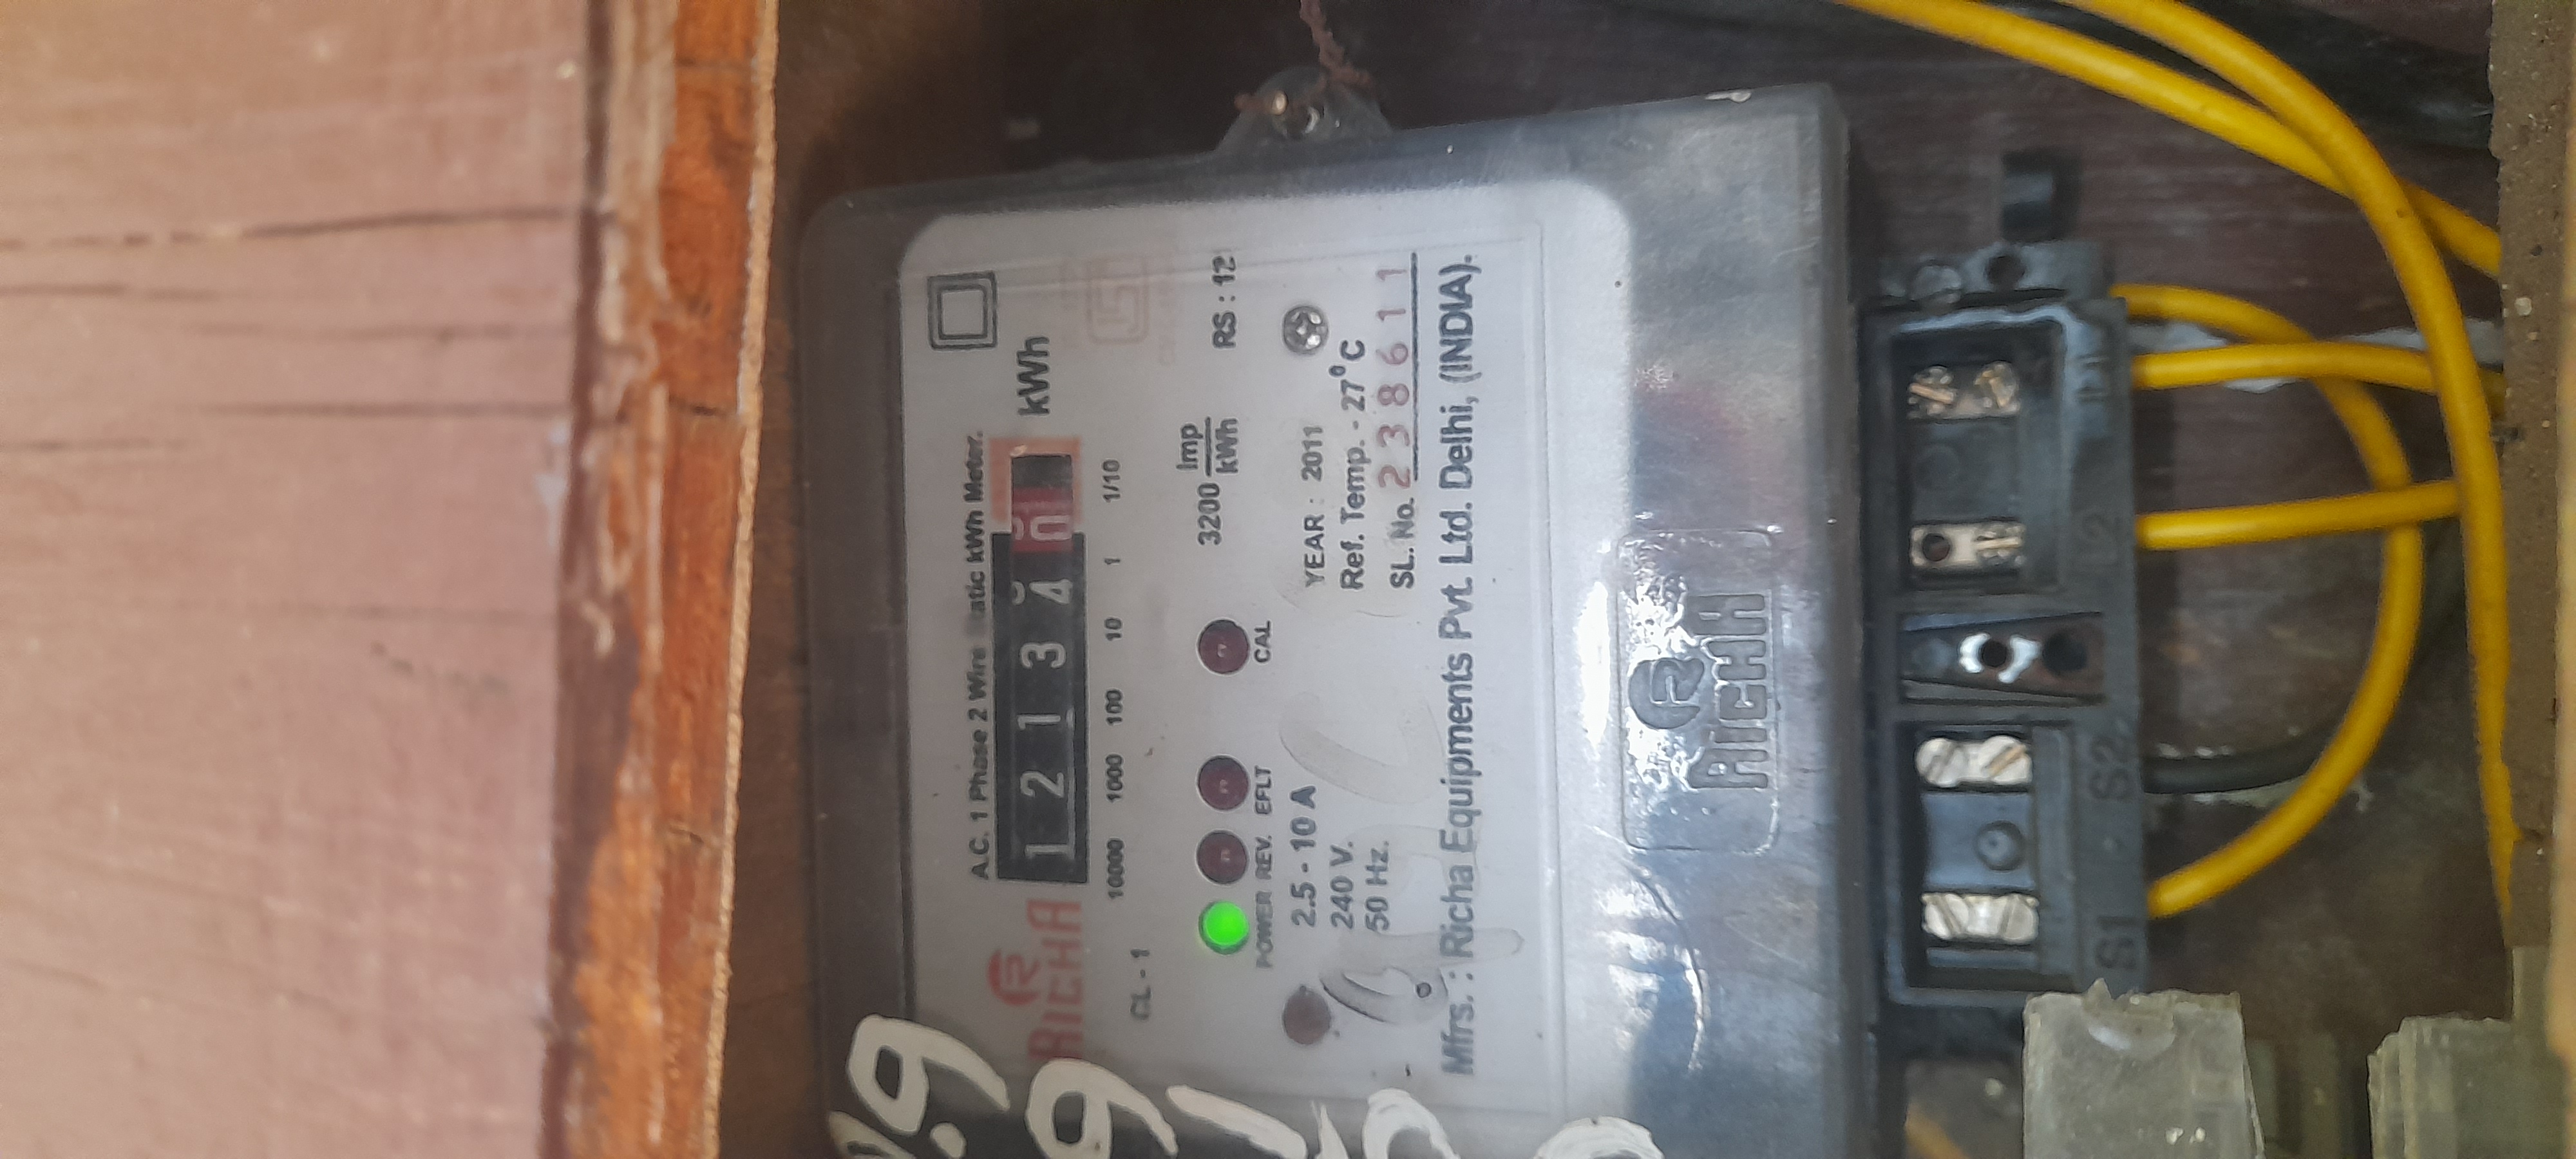 A.C. 1 Phase 2 Wire Static kWh Meter.
RICHA
1 2 1 3 4 0 kWh
10000 1000 100 10 1 1/10
CL-1
3200 Imp/kWh RS : 12
POWER REV. EFLT CAL
2.5 - 10 A
240 V.
50 Hz.
YEAR : 2011
Ref. Temp. - 27°C
SL. No. 238611
Mfrs. : Richa Equipments Pvt. Ltd. Delhi, (INDIA).
R
RICHA
S1 S2 L2